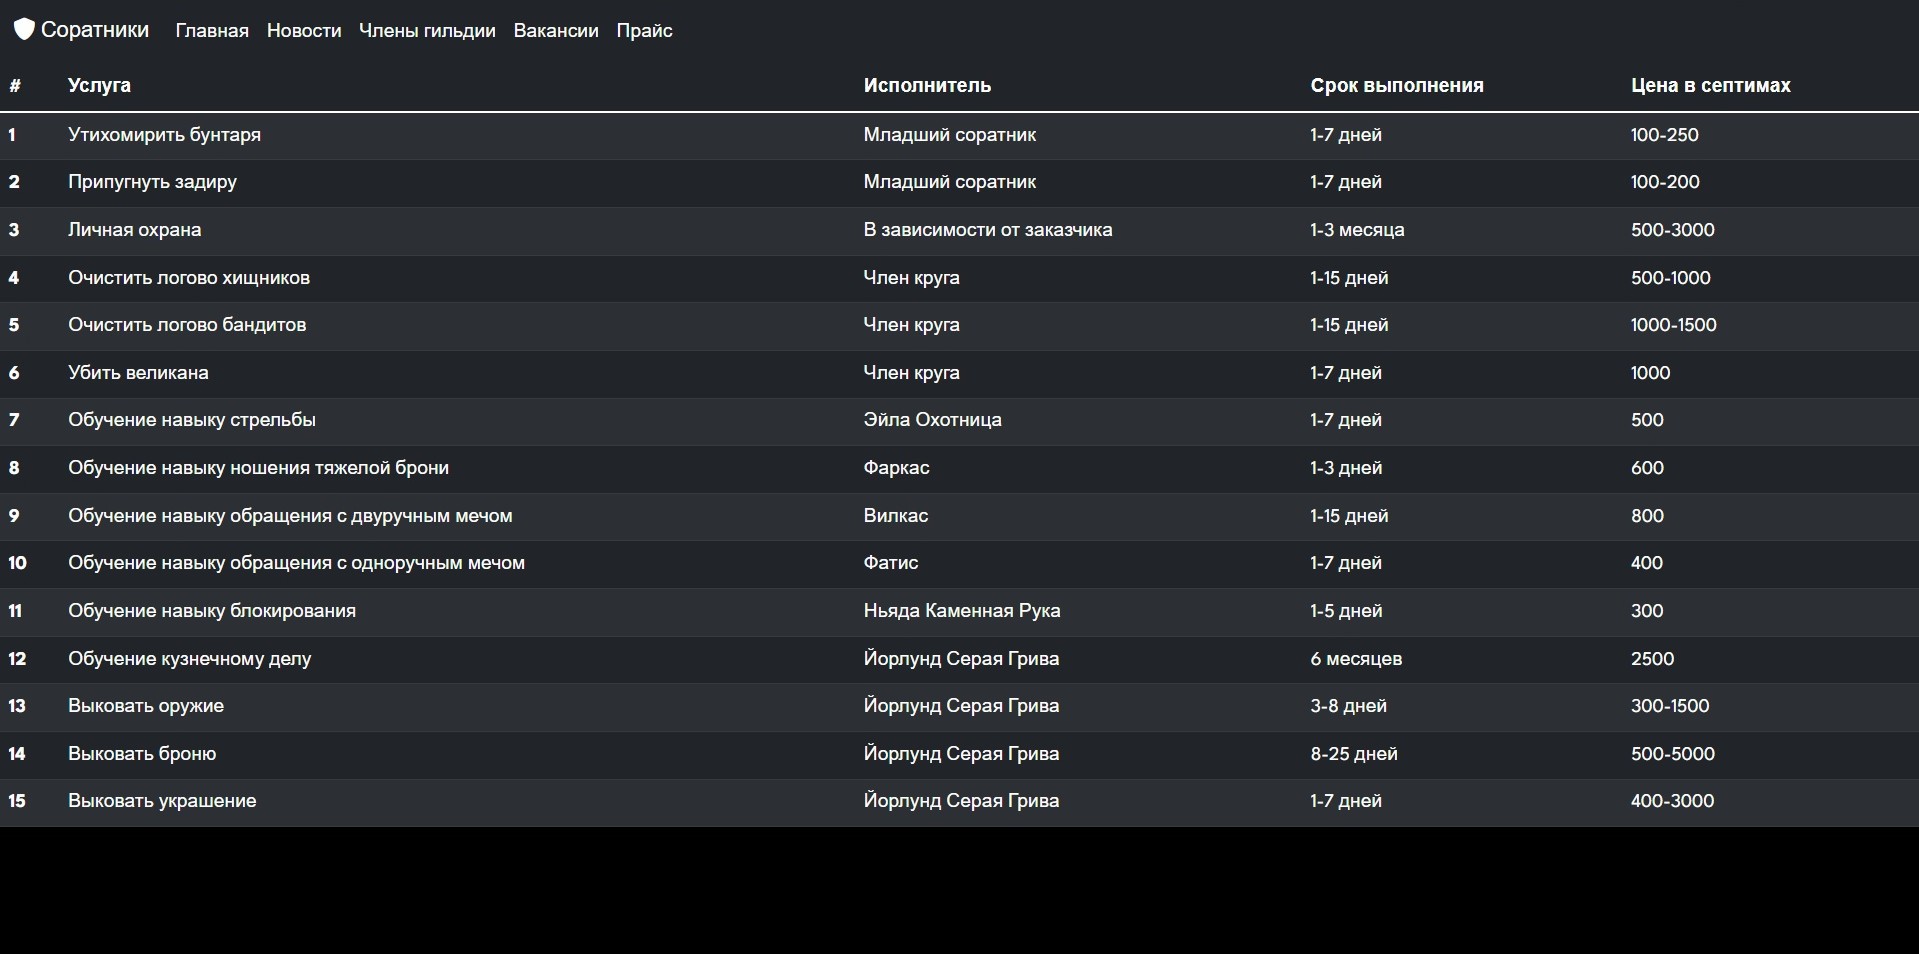 Соратники Главная Новости Члены гильдии Вакансии Прайс
# Услуга Исполнитель Срок выполнения Цена в септимах
1 Утихомирить бунтаря Младший соратник 1-7 дней 100-250
2 Припугнуть задиру Младший соратник 1-7 дней 100-200
3 Личная охрана В зависимости от заказчика 1-3 месяца 500-3000
4 Очистить логово хищников Член круга 1-15 дней 500-1000
5 Очистить логово бандитов Член круга 1-15 дней 1000-1500
6 Убить великана Член круга 1-7 дней 1000
7 Обучение навыку стрельбы Эйла Охотница 1-7 дней 500
8 Обучение навыку ношения тяжелой брони Фаркас 1-3 дней 600
9 Обучение навыку обращения с двуручным мечом Вилкас 1-15 дней 800
10 Обучение навыку обращения с одноручным мечом Фатис 1-7 дней 400
11 Обучение навыку блокирования Ньяда Каменная Рука 1-5 дней 300
12 Обучение кузнечному делу Йорлунд Серая Грива 6 месяцев 2500
13 Выковать оружие Йорлунд Серая Грива 3-8 дней 300-1500
14 Выковать броню Йорлунд Серая Грива 8-25 дней 500-5000
15 Выковать украшение Йорлунд Серая Грива 1-7 дней 400-3000